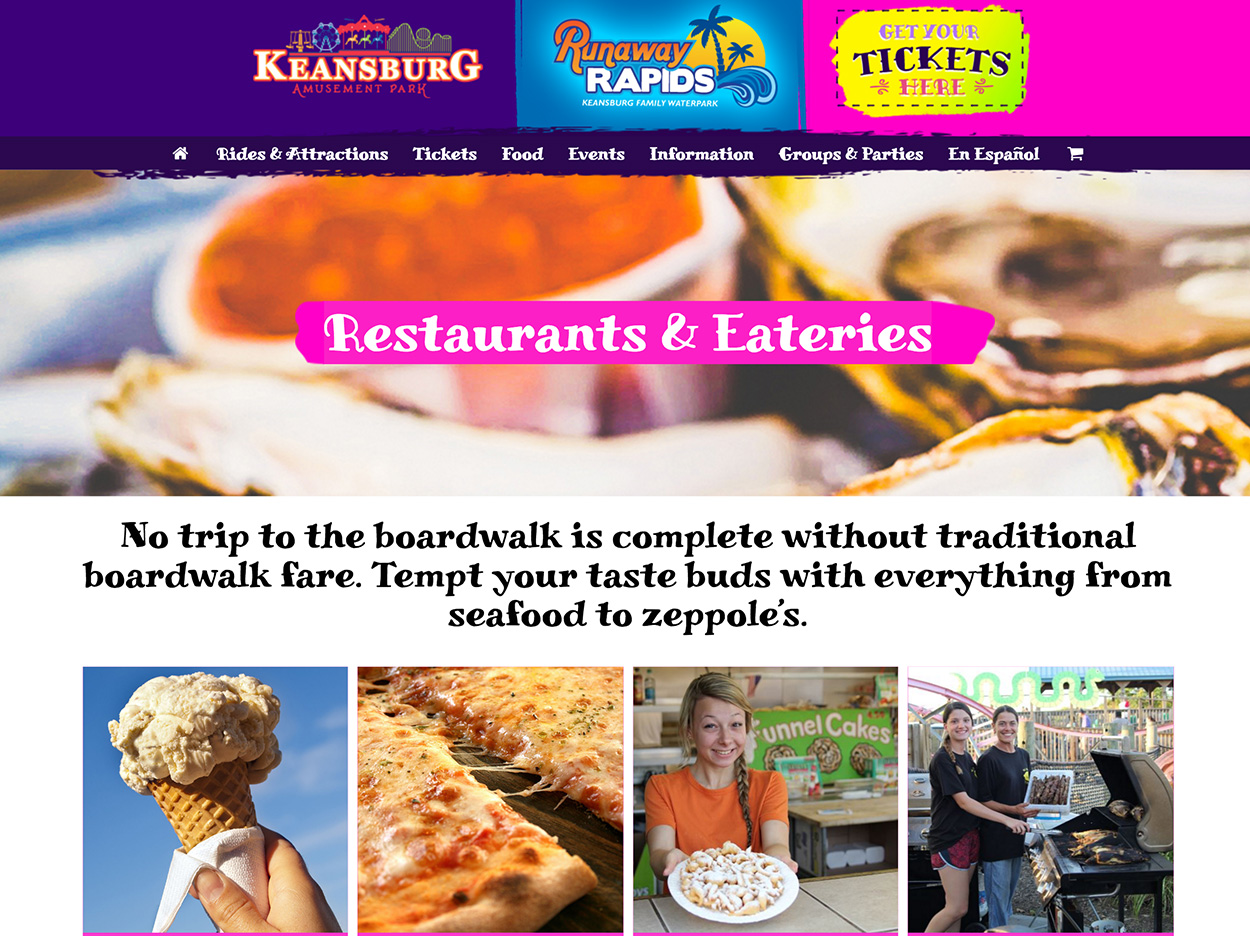 KEANSBURG
AMUSEMENT PARK
Runaway
RAPIDS
KEANSBURG FAMILY WATERPARK
GET YOUR
TICKETS
HERE
Rides & Attractions Tickets Food Events Information Groups & Parties En Español
Restaurants & Eateries
No trip to the boardwalk is complete without traditional
boardwalk fare. Tempt your taste buds with everything from
seafood to zeppole's.
Funnel Cakes